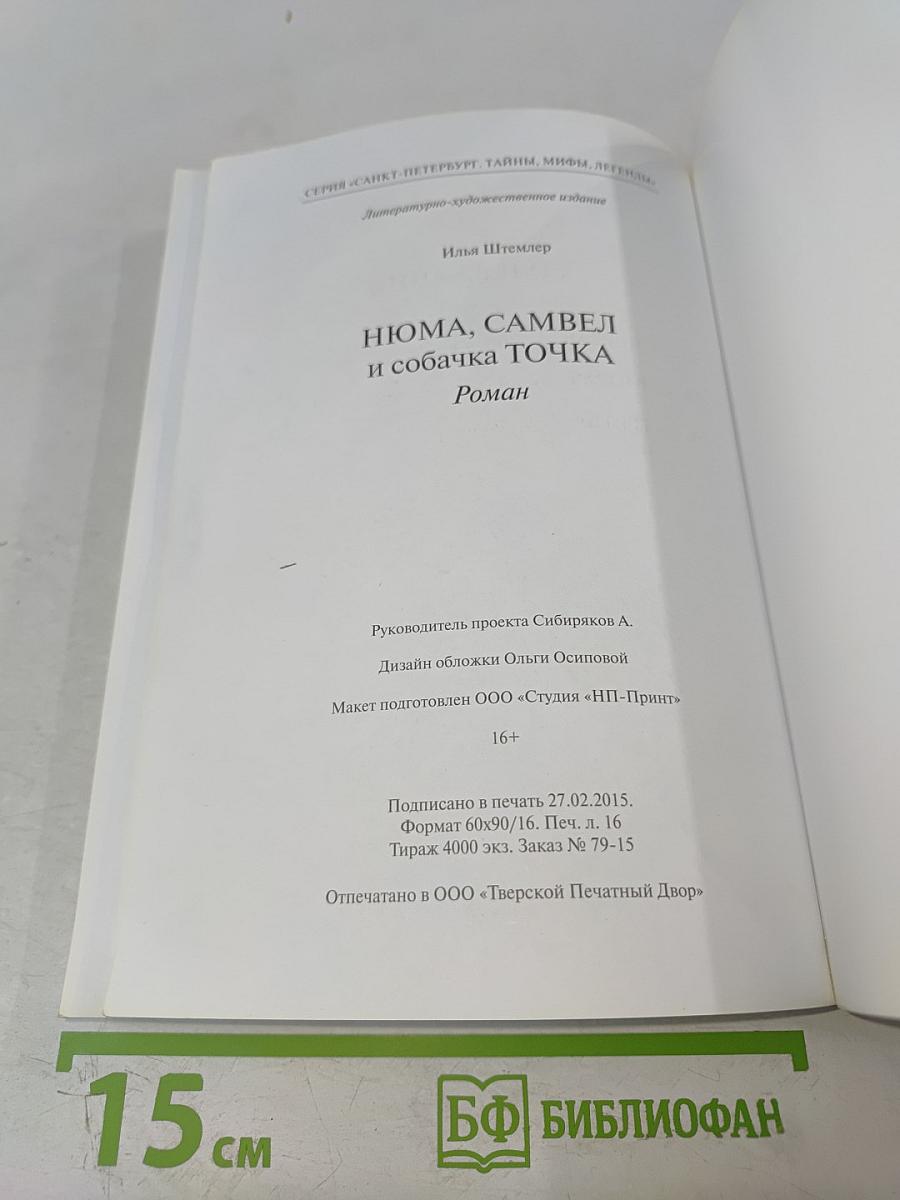 СЕРИЯ «САНКТ-ПЕТЕРБУРГ. ТАЙНЫ, МИФЫ, ЛЕГЕНДЫ»
Литературно-художественное издание
Илья Штемлер
НЮМА, САМВЕЛ
и собачка ТОЧКА
Роман
Руководитель проекта Сибиряков А.
Дизайн обложки Ольги Осиповой
Макет подготовлен ООО «Студия «НП-Принт»
16+
Подписано в печать 27.02.2015.
Формат 60х90/16. Печ. л. 16
Тираж 4000 экз. Заказ № 79-15
Отпечатано в ООО «Тверской Печатный Двор»
15 см
БФ БИБЛИОФАН